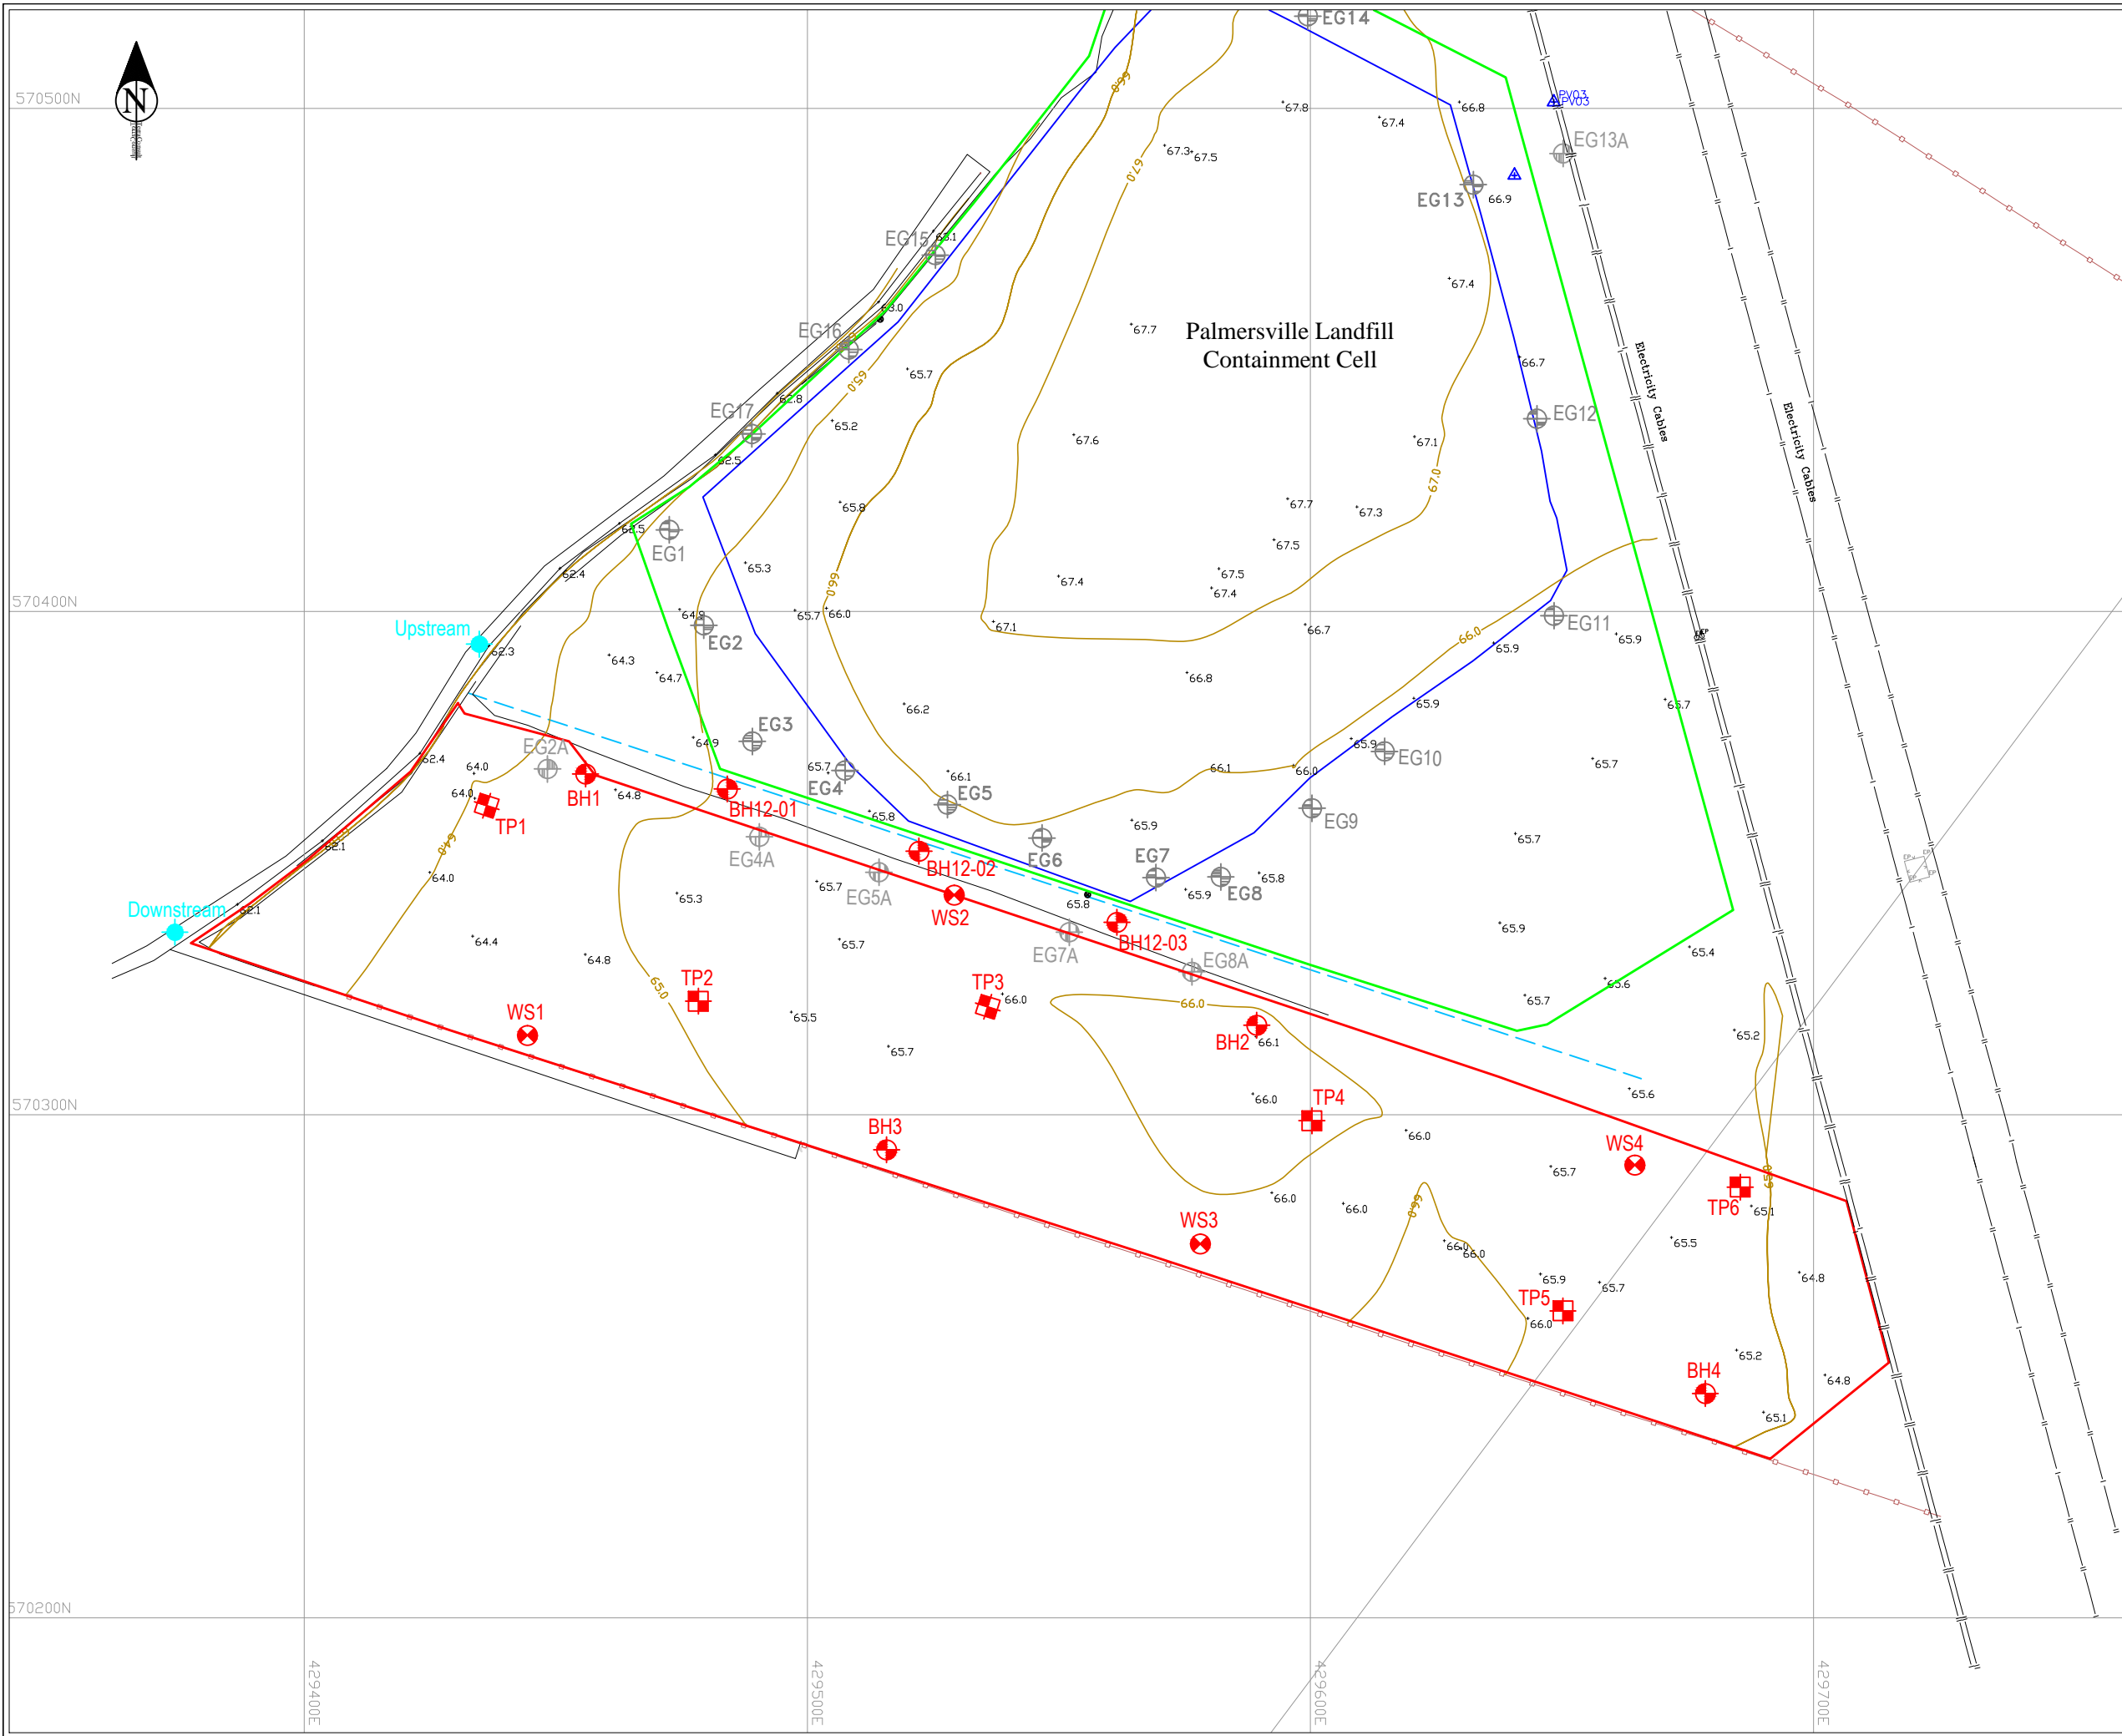 EG14
570500N
N
66.0
67.8
66.8
PV03
PV03
67.4
EG13A
67.3
67.5
67.0
EG13
66.9
EG15
63.1
67.4
63.0
EG16
67.7
Palmersville Landfill
Containment Cell
Electricity Cables
66.7
65.7
65.0
62.8
EG17
65.2
67.6
67.1
EG12
Electricity Cables
62.5
67.0
65.8
67.7
67.3
62.5
EG1
67.5
62.4
65.3
66.0
67.4
67.5
67.4
570400N
64.9
65.7
66.0
67.1
66.7
EG11
Upstream
EG2
66.0
65.9
65.9
62.3
64.3
64.7
66.8
66.2
65.9
65.7
EG3
64.9
65.9
EG10
62.4
EG2A
64.0
65.7
66.1
66.1
66.0
65.7
BH1
EG4
64.0
64.8
BH12-01
EG5
TP1
65.8
65.9
EG9
65.7
62.1
64.0
EG4A
EG6
BH12-02
EG7
64.0
65.7
EG5A
65.8
65.9
EG8
65.8
65.3
WS2
62.1
Downstream
64.4
65.7
EG7A
BH12-03
65.9
65.4
64.8
EG8A
TP2
65.0
TP3
66.0
66.0
65.7
65.6
WS1
65.5
BH2
66.1
65.2
65.7
66.0
65.6
570300N
TP4
BH3
66.0
WS4
65.7
65.0
66.0
66.0
66.0
TP6
65.1
WS3
66.0
66.0
65.5
65.9
65.7
64.8
TP5
66.0
65.2
BH4
64.8
65.1
570200N
429400E
429500E
429600E
429700E